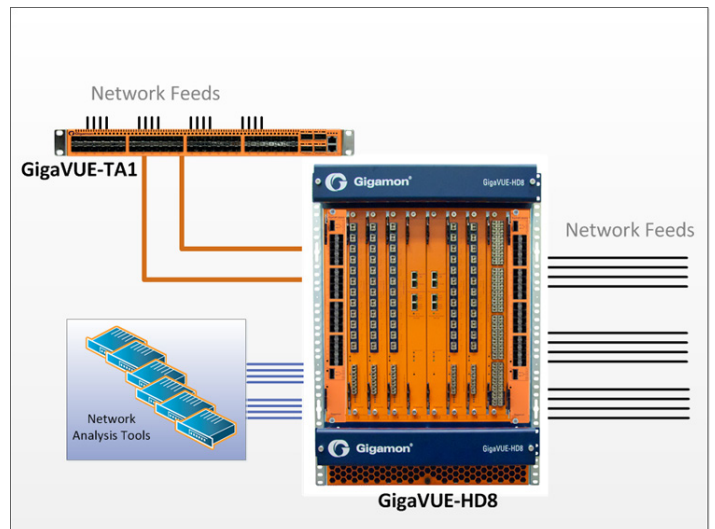 Network Feeds
GigaVUE-TA1
Gigamon®
GigaVUE-HD8
Network Feeds
Network
Analysis Tools
Gigamon®
GigaVUE-HD8
GigaVUE-HD8